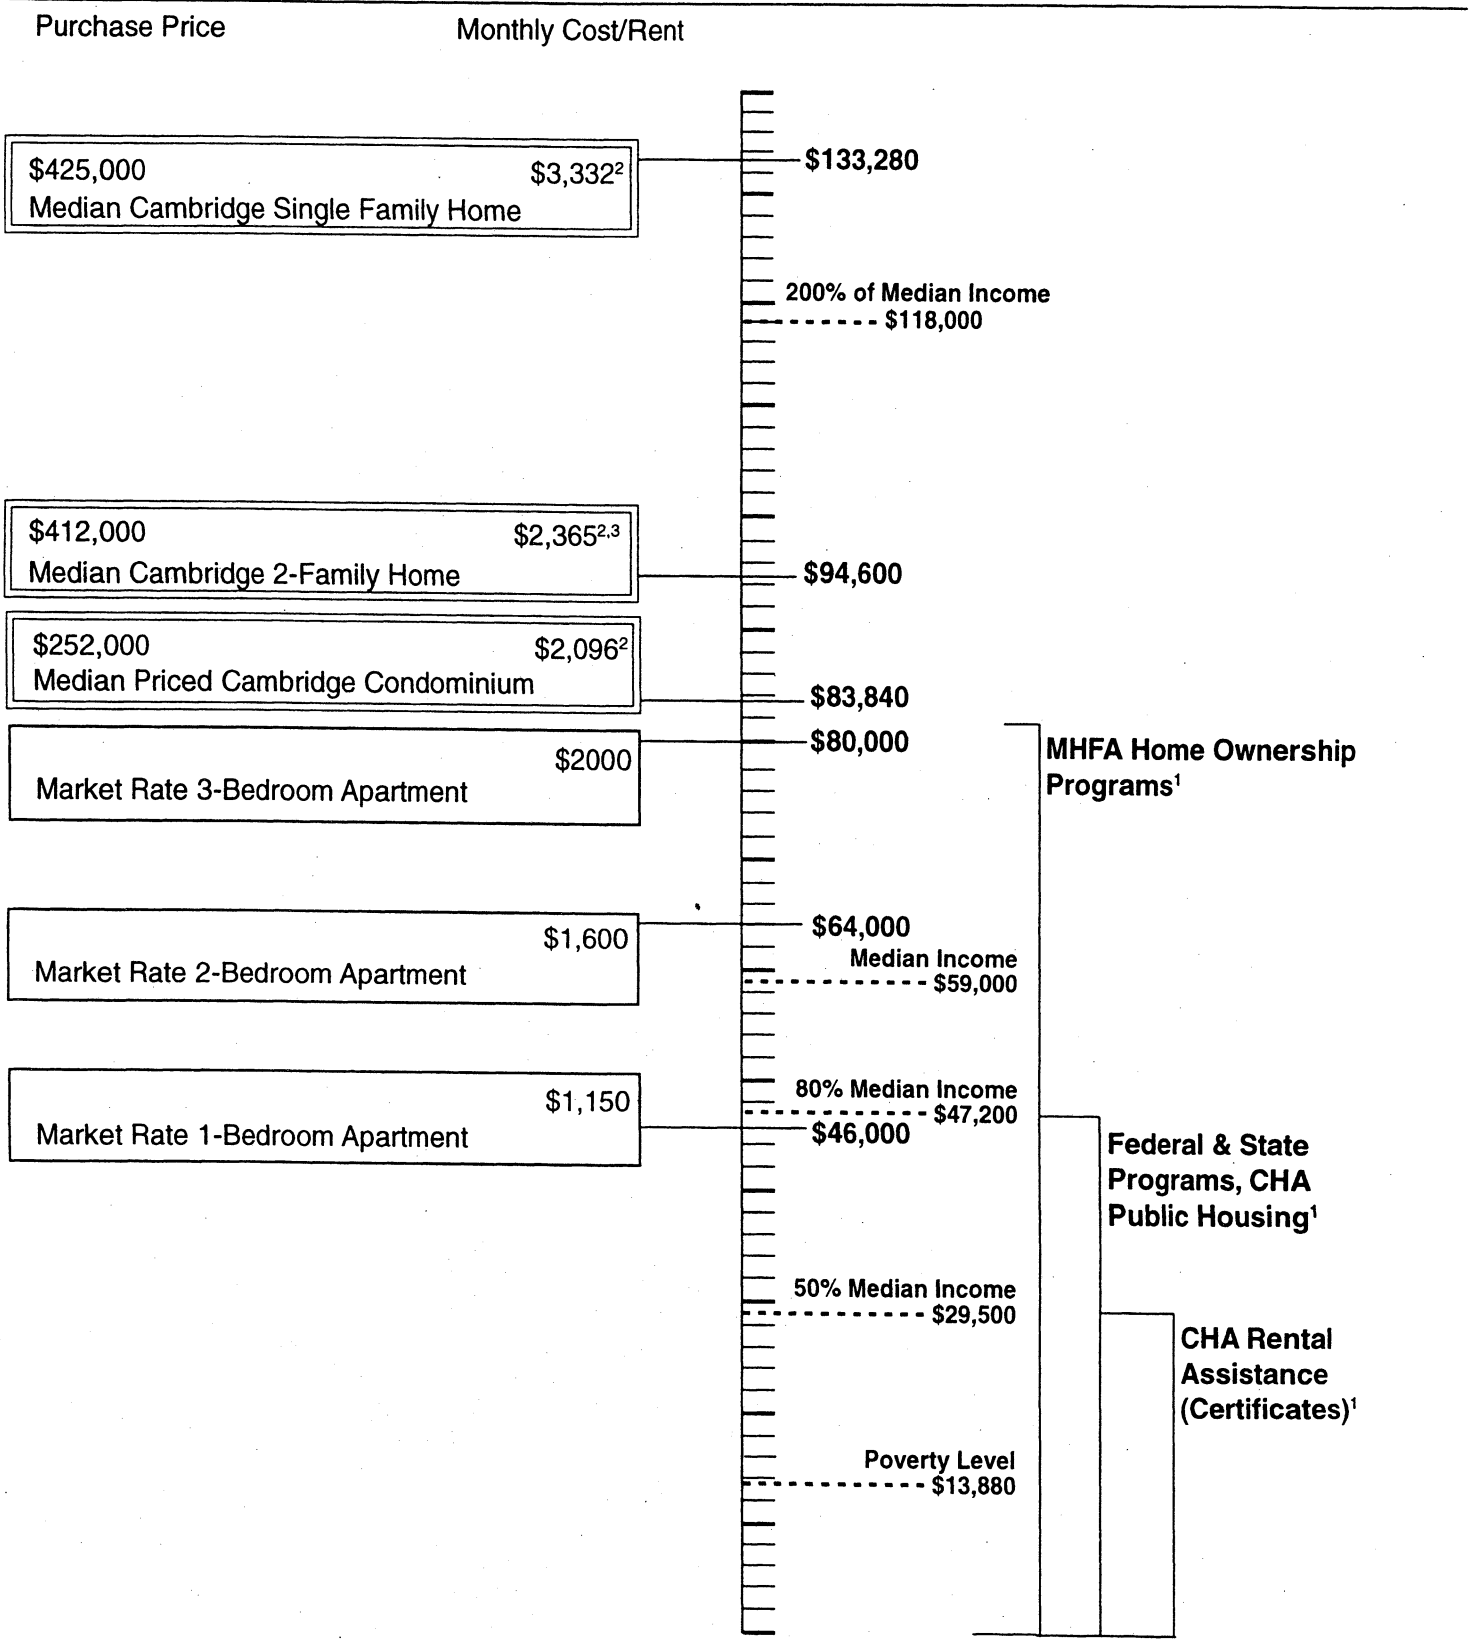 Purchase Price
Monthly Cost/Rent
$425,000
$3,332²
Median Cambridge Single Family Home
$133,280
200% of Median Income
$118,000
$412,000
$2,365²,³
Median Cambridge 2-Family Home
$94,600
$252,000
$2,096²
Median Priced Cambridge Condominium
$83,840
$2000
Market Rate 3-Bedroom Apartment
$80,000
MHFA Home Ownership
Programs¹
$1,600
Market Rate 2-Bedroom Apartment
$64,000
Median Income
$59,000
80% Median Income
$47,200
$1,150
Market Rate 1-Bedroom Apartment
$46,000
Federal & State
Programs, CHA
Public Housing¹
50% Median Income
$29,500
CHA Rental
Assistance
(Certificates)¹
Poverty Level
$13,880